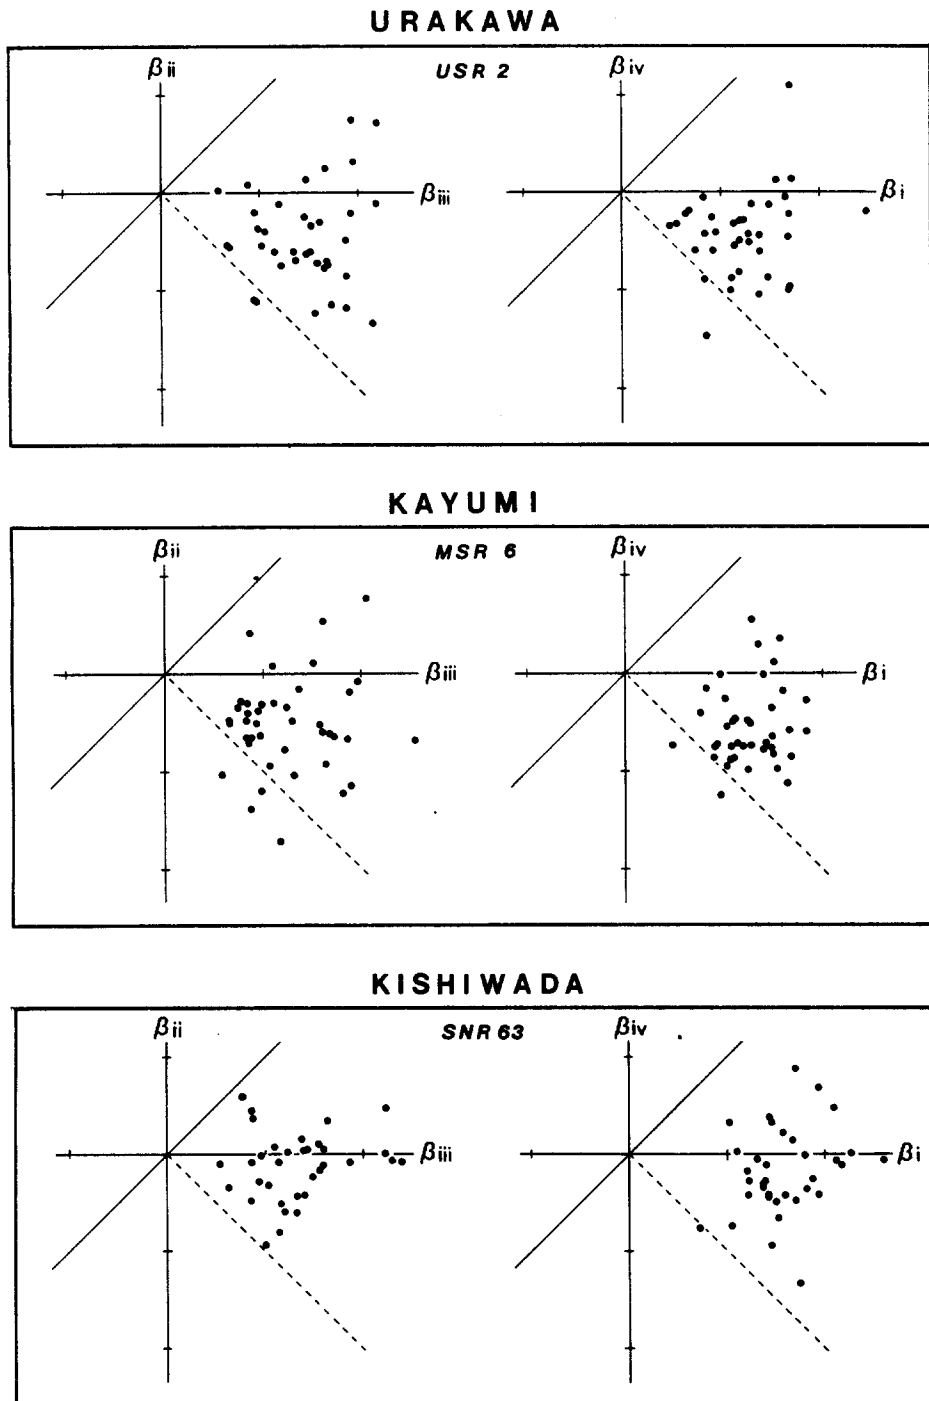 URAKAWA
USR 2
βii
βiii
βiv
βi
KAYUMI
MSR 6
βii
βiii
βiv
βi
KISHIWADA
SNR 63
βii
βiii
βiv
βi